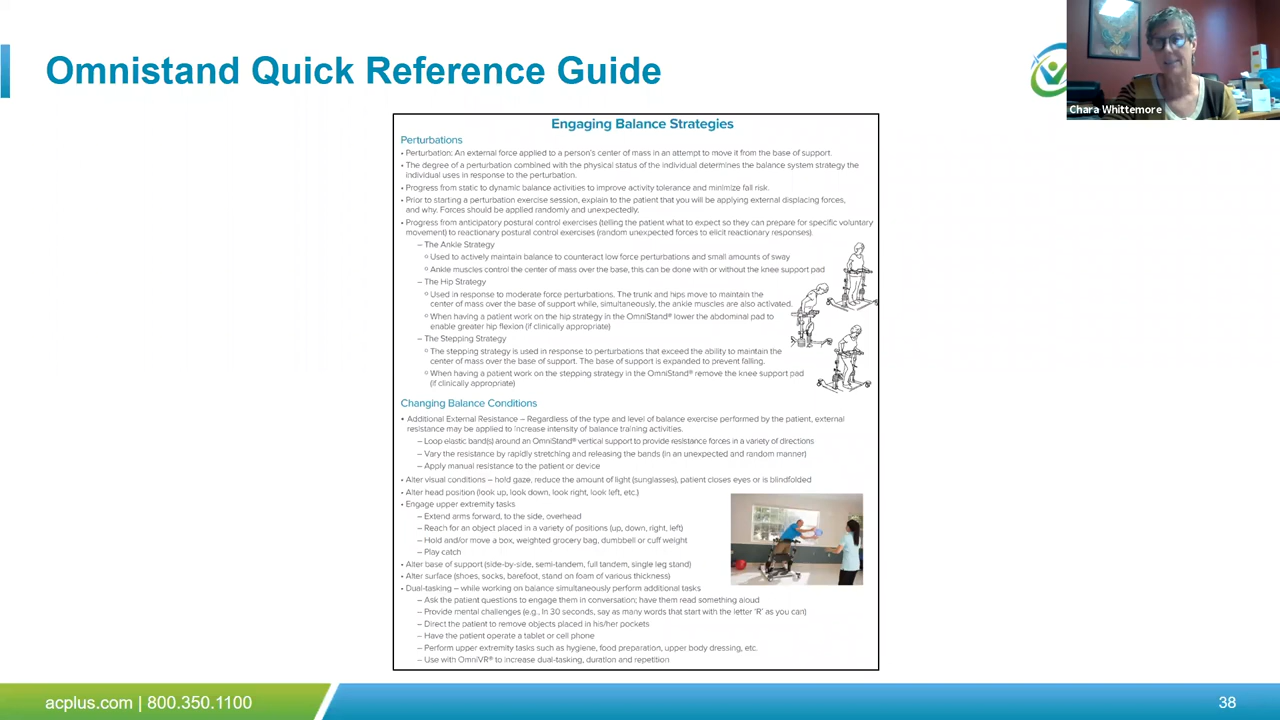 Omnistand Quick Reference Guide
Chara Whittemore
Engaging Balance Strategies
Perturbations
• Perturbation: An external force applied to a person's center of mass in an attempt to move it from the base of support.
• The degree of a perturbation combined with the physical status of the individual determines the balance system strategy the
individual uses in response to the perturbation.
• Progress from static to dynamic balance activities to improve activity tolerance and minimize fall risk.
• Prior to starting a perturbation exercise session, explain to the patient that you will be applying external displacing forces,
and why. Forces should be applied randomly and unexpectedly.
• Progress from anticipatory postural control exercises (telling the patient what to expect so they can prepare for specific voluntary
movement) to reactionary postural control exercises (random unexpected forces to elicit reactionary responses)
– The Ankle Strategy
○ Used to actively maintain balance to counteract low force perturbations and small amounts of sway
○ Ankle muscles control the center of mass over the base, this can be done with or without the knee support pad
– The Hip Strategy
○ Used in response to moderate force perturbations. The trunk and hips move to maintain the
center of mass over the base of support while, simultaneously, the ankle muscles are also activated.
○ When having a patient work on the hip strategy in the OmniStand® lower the abdominal pad to
enable greater hip flexion (if clinically appropriate)
– The Stepping Strategy
○ The stepping strategy is used in response to perturbations that exceed the ability to maintain the
center of mass over the base of support. The base of support is expanded to prevent falling.
○ When having a patient work on the stepping strategy in the OmniStand® remove the knee support pad
(if clinically appropriate)
Changing Balance Conditions
• Additional External Resistance – Regardless of the type and level of balance exercise performed by the patient, external
resistance may be applied to increase intensity of balance training activities.
– Loop elastic band(s) around an OmniStand® vertical support to provide resistance forces in a variety of directions
– Vary the resistance by rapidly stretching and releasing the bands (in an unexpected and random manner)
– Apply manual resistance to the patient or device
• Alter visual conditions – hold gaze, reduce the amount of light (sunglasses), patient closes eyes or is blindfolded
• Alter head position (look up, look down, look right, look left, etc.)
• Engage upper extremity tasks
– Extend arms forward, to the side, overhead
– Reach for an object placed in a variety of positions (up, down, right, left)
– Hold and/or move a box, weighted grocery bag, dumbbell or cuff weight
– Play catch
• Alter base of support (side-by-side, semi-tandem, full tandem, single leg stand)
• Alter surface (shoes, socks, barefoot, stand on foam of various thickness)
• Dual-tasking – while working on balance simultaneously perform additional tasks
– Ask the patient questions to engage them in conversation; have them read something aloud
– Provide mental challenges (e.g., In 30 seconds, say as many words that start with the letter 'R' as you can)
– Direct the patient to remove objects placed in his/her pockets
– Have the patient operate a tablet or cell phone
– Perform upper extremity tasks such as hygiene, food preparation, upper body dressing, etc.
– Use with OmniVR® to increase dual-tasking, duration and repetition
acplus.com | 800.350.1100
38